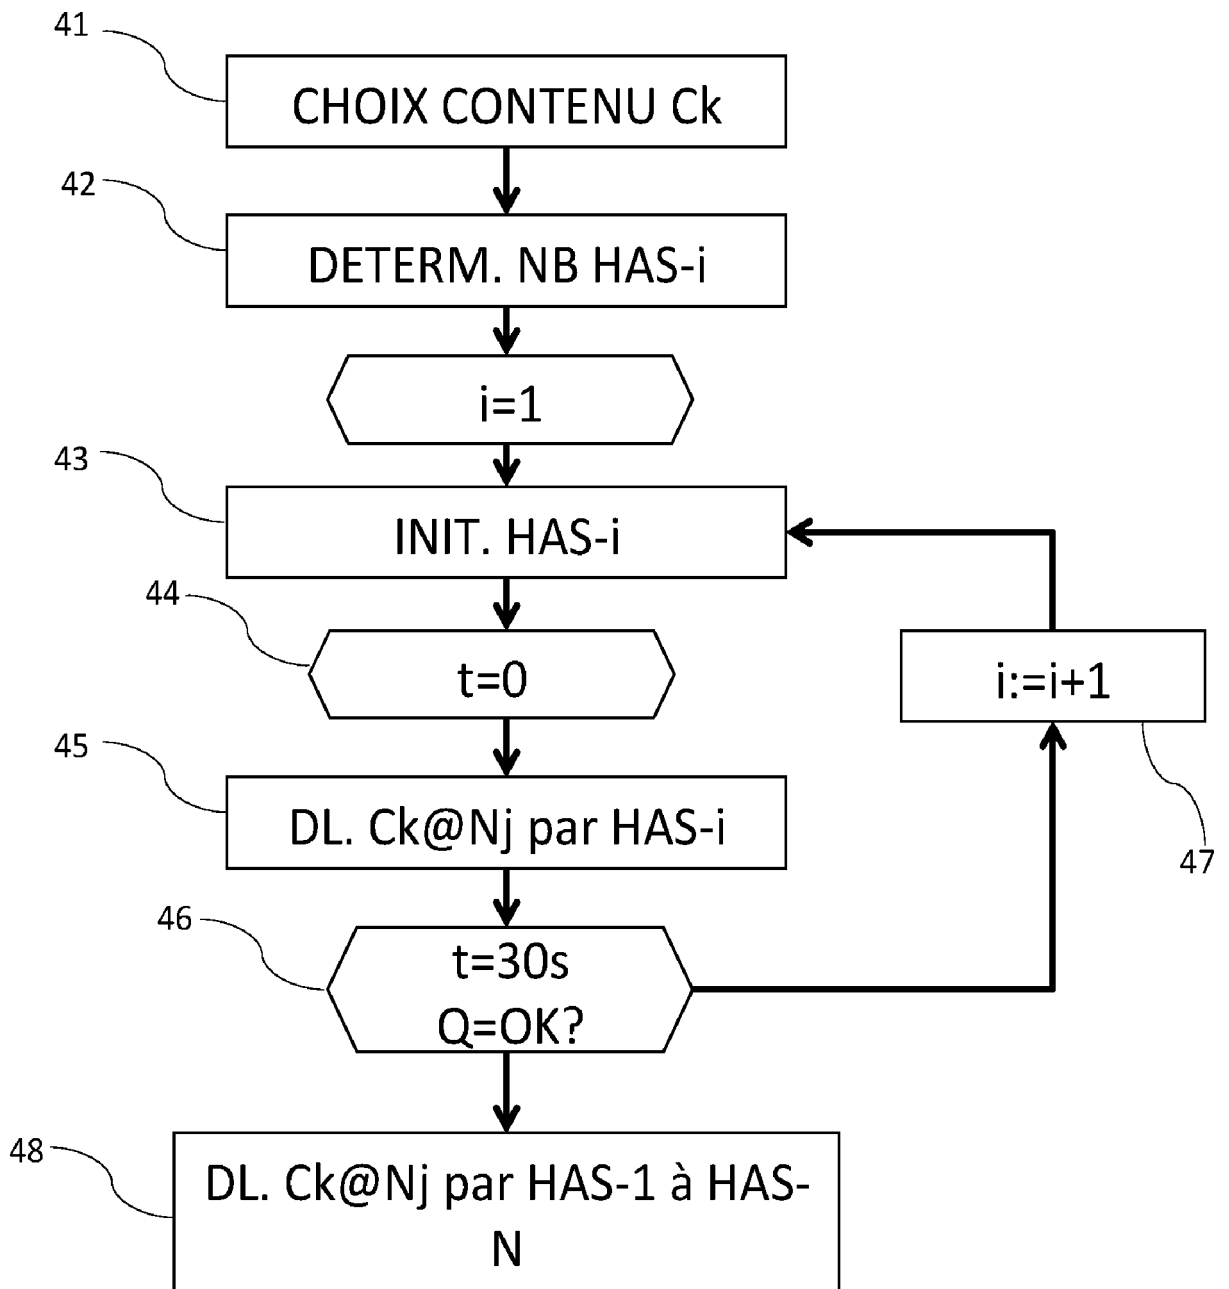 41
CHOIX CONTENU Ck
42
DETERM. NB HAS-i
i=1
43
INIT. HAS-i
44
t=0
i:=i+1
45
DL. Ck@Nj par HAS-i
47
46
t=30s
Q=OK?
48
DL. Ck@Nj par HAS-1 à HAS-
N